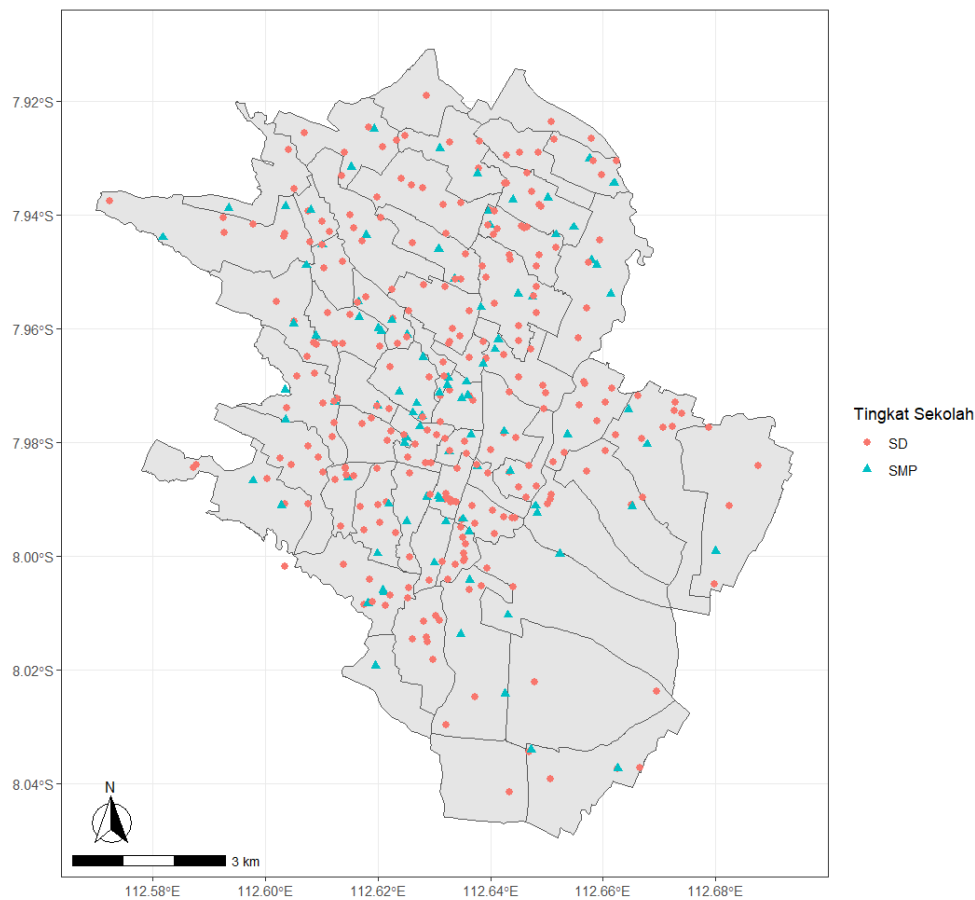 7.92°S
7.94°S
7.96°S
7.98°S
8.00°S
8.02°S
8.04°S
N
3 km
112.58°E
112.60°E
112.62°E
112.64°E
112.66°E
112.68°E
Tingkat Sekolah
SD
SMP